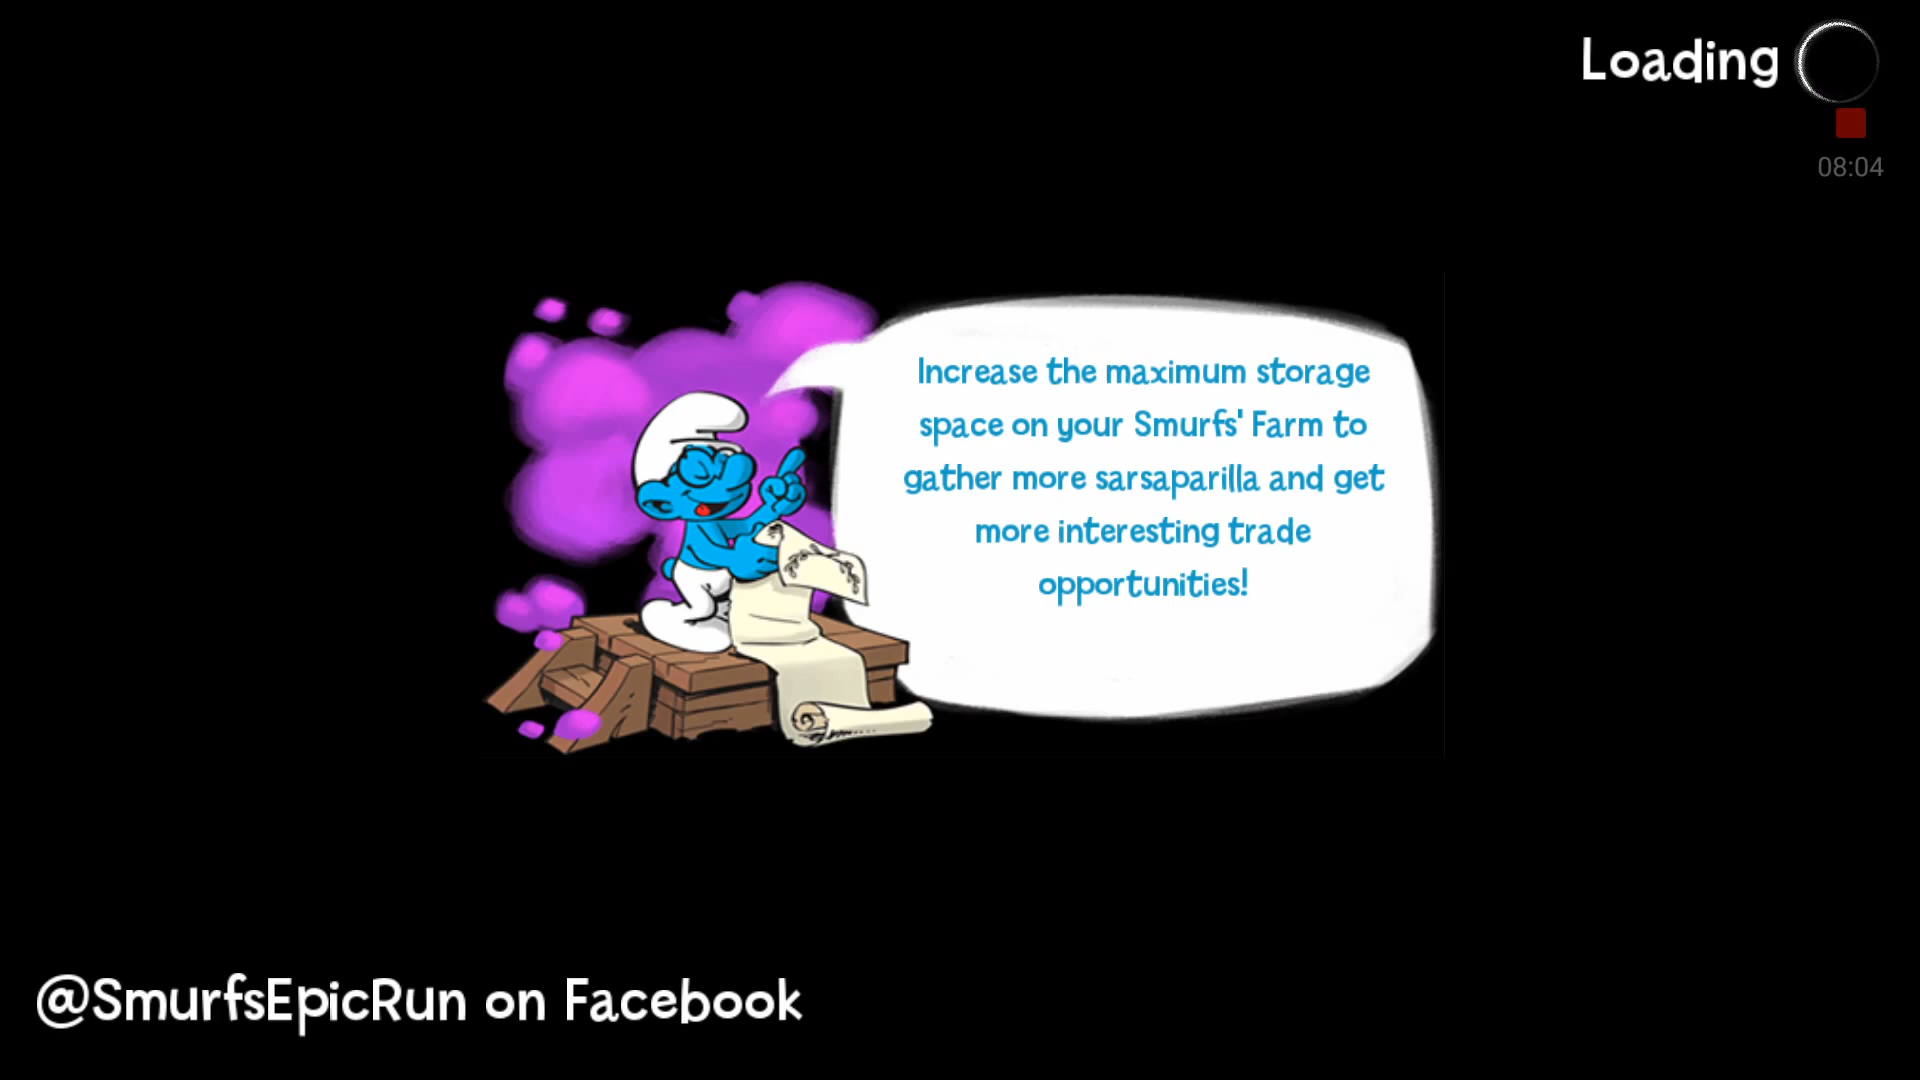 Loading
08:04
Increase the maximum storage
space on your Smurfs' Farm to
gather more sarsaparilla and get
more interesting trade
opportunities!
@SmurfsEpicRun on Facebook